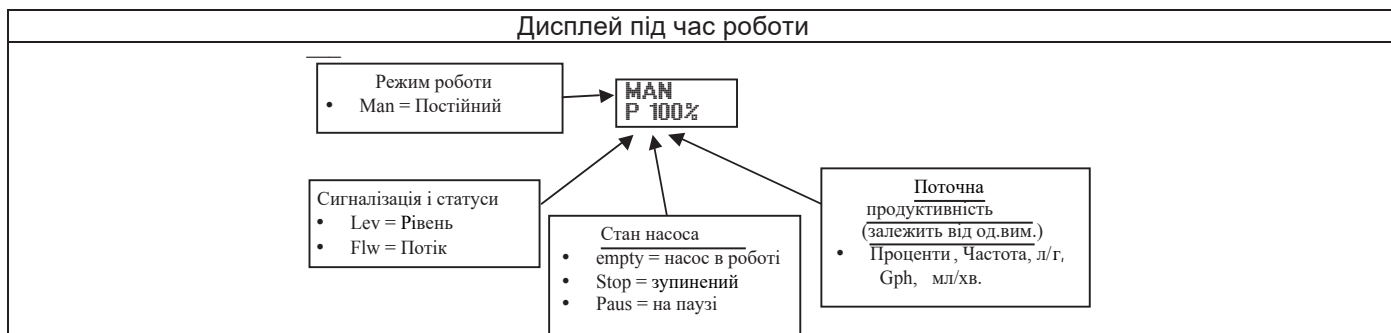 Дисплей під час роботи
Режим роботи
• Man = Постійний
MAN
P 100%
Сигналізація і статуси
• Lev = Рівень
• Flw = Потік
Стан насоса
• empty = насос в роботі
• Stop = зупинений
• Paus = на паузі
Поточна
продуктивність
(залежить від од.вим.)
• Проценти , Частота, л/г,
Gph, мл/хв.